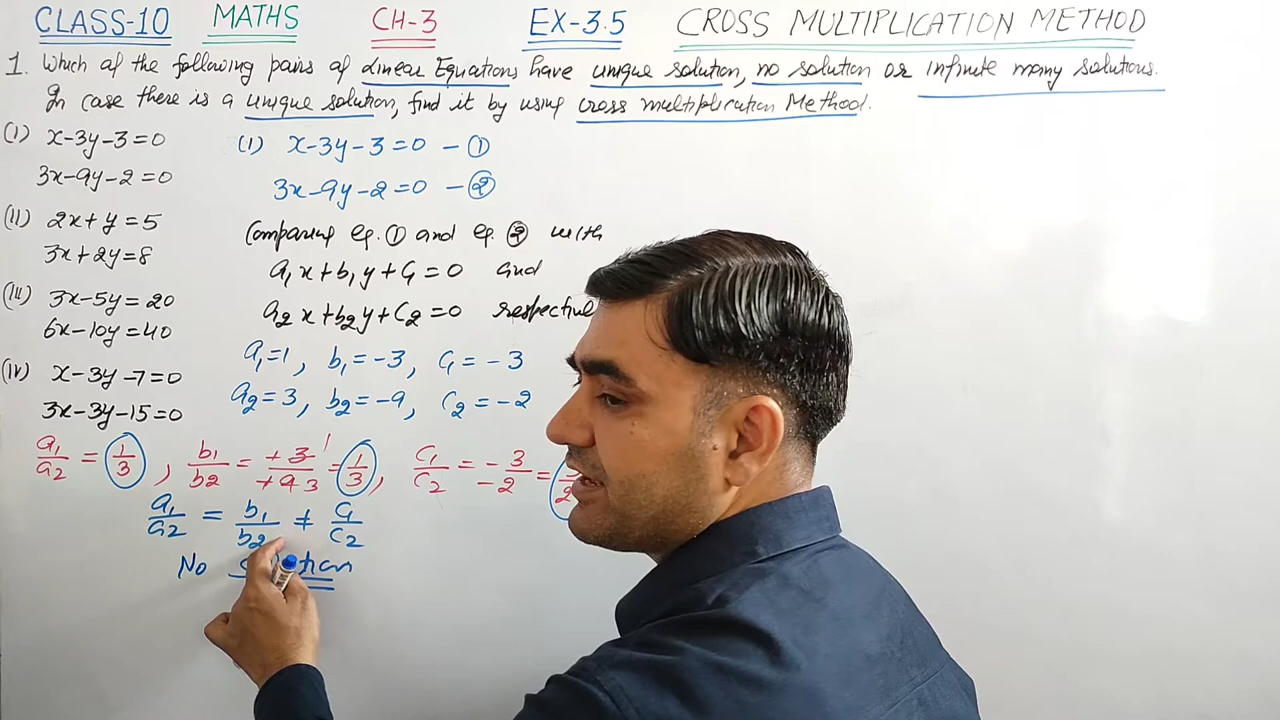 CLASS-10 MATHS CH-3 EX-3.5 CROSS MULTIPLICATION METHOD
1. Which of the following pairs of Linear Equations have unique solution, no solution or infinite many solutions.
In case there is a unique solution, find it by using cross multiplication Method.
(I) x-3y-3=0
3x-9y-2=0
(II) 2x+y=5
3x+2y=8
(III) 3x-5y=20
6x-10y=40
(IV) x-3y-7=0
3x-3y-15=0
(I) x-3y-3=0 - ①
3x-9y-2=0 - ②
Comparing eq. ① and eq. ② with
a₁x+b₁y+c₁=0 and
a₂x+b₂y+c₂=0
a₁=1, b₁=-3, c₁=-3
a₂=3, b₂=-9, c₂=-2
a₁/a₂ = 1/3, b₁/b₂ = +3/+9 = 1/3, c₁/c₂ = -3/-2 =
a₁/a₂ = b₁/b₂ ≠ c₁/c₂
No